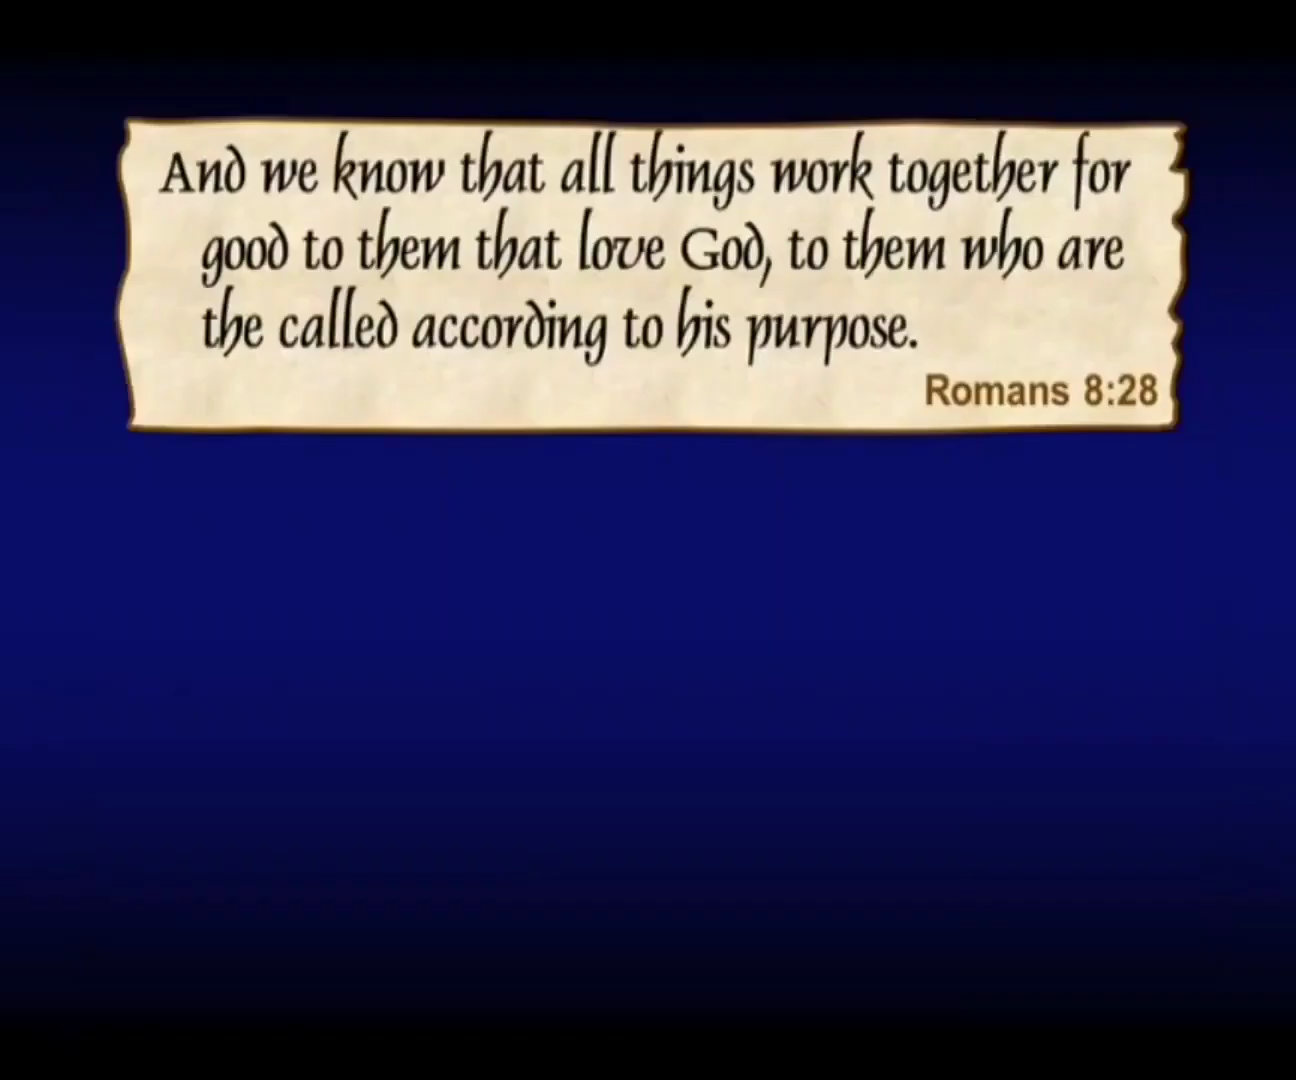 And we know that all things work together for
good to them that love God, to them who are
the called according to his purpose.
Romans 8:28